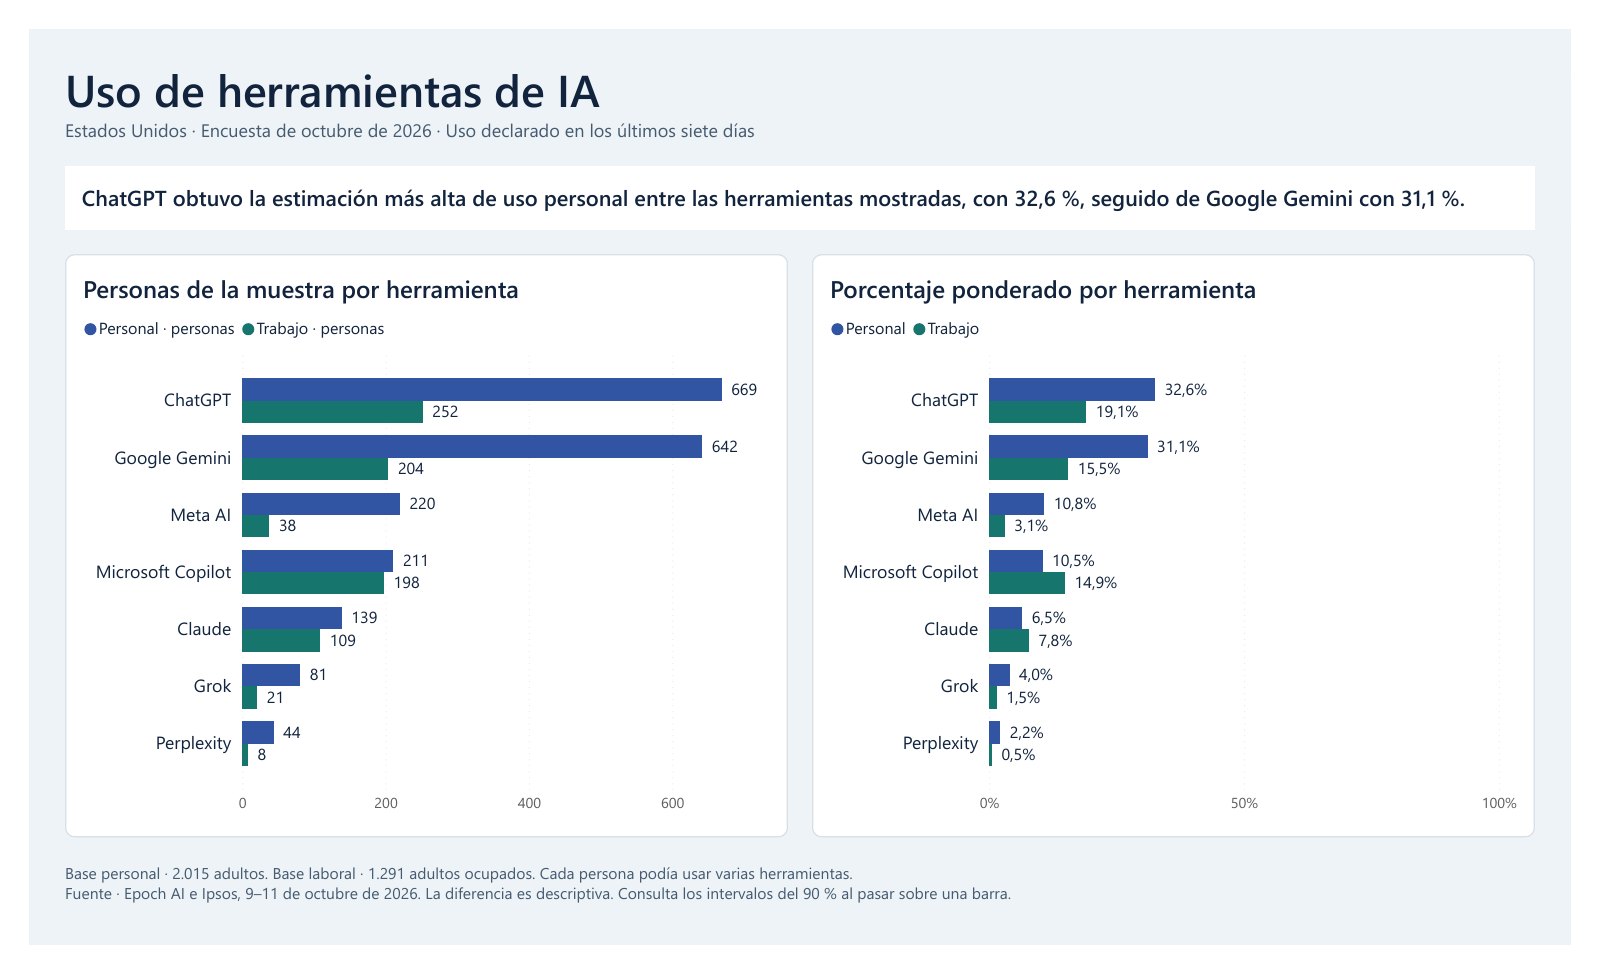 Uso de herramientas de IA
Estados Unidos · Encuesta de octubre de 2026 · Uso declarado en los últimos siete días
ChatGPT obtuvo la estimación más alta de uso personal entre las herramientas mostradas, con 32,6 %, seguido de Google Gemini con 31,1 %.
Personas de la muestra por herramienta
Personal · personas Trabajo · personas
ChatGPT
669
252
Google Gemini
642
204
Meta AI
220
38
Microsoft Copilot
211
198
Claude
139
109
Grok
81
21
Perplexity
44
8
0 200 400 600
Porcentaje ponderado por herramienta
Personal Trabajo
ChatGPT
32,6%
19,1%
Google Gemini
31,1%
15,5%
Meta AI
10,8%
3,1%
Microsoft Copilot
10,5%
14,9%
Claude
6,5%
7,8%
Grok
4,0%
1,5%
Perplexity
2,2%
0,5%
0% 50% 100%
Base personal · 2.015 adultos. Base laboral · 1.291 adultos ocupados. Cada persona podía usar varias herramientas.
Fuente · Epoch AI e Ipsos, 9–11 de octubre de 2026. La diferencia es descriptiva. Consulta los intervalos del 90 % al pasar sobre una barra.